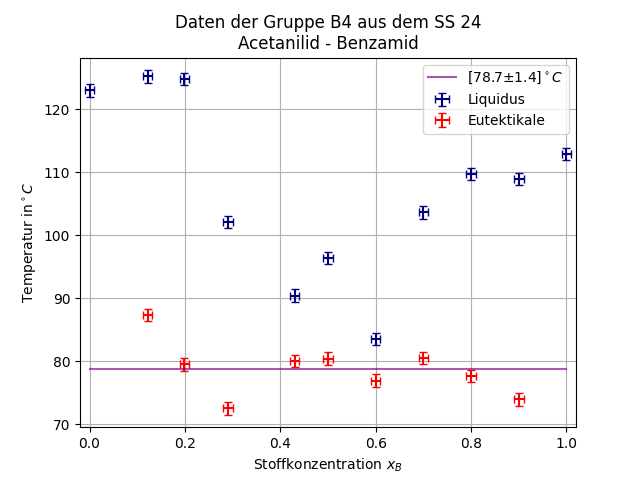 Daten der Gruppe B4 aus dem SS 24
Acetanilid - Benzamid
[78.7±1.4]°C
Liquidus
Eutektikale
120
110
100
90
80
70
Temperatur in °C
0.0 0.2 0.4 0.6 0.8 1.0
Stoffkonzentration x_B